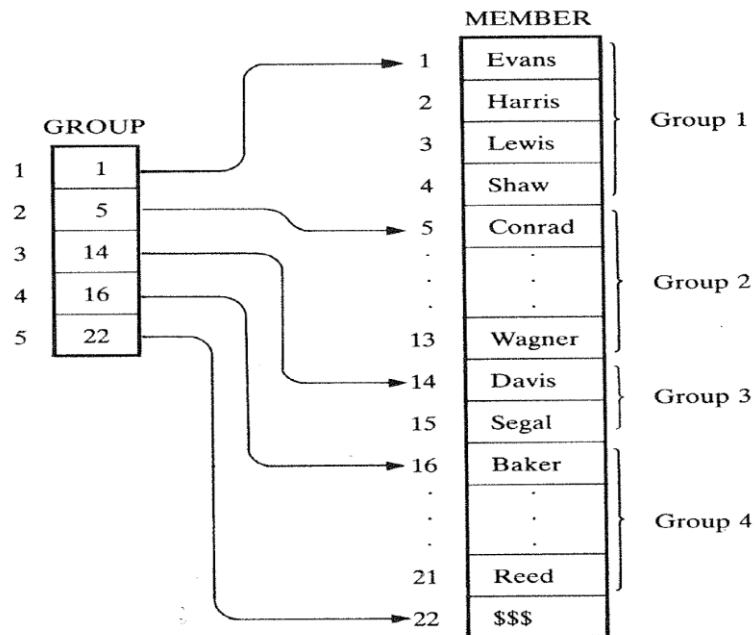 MEMBER
1 Evans
2 Harris
3 Lewis
4 Shaw
Group 1
GROUP
1 1
2 5
3 14
4 16
5 22
5 Conrad
. .
. .
. .
13 Wagner
Group 2
14 Davis
15 Segal
Group 3
16 Baker
. .
. .
. .
21 Reed
Group 4
22 $$$